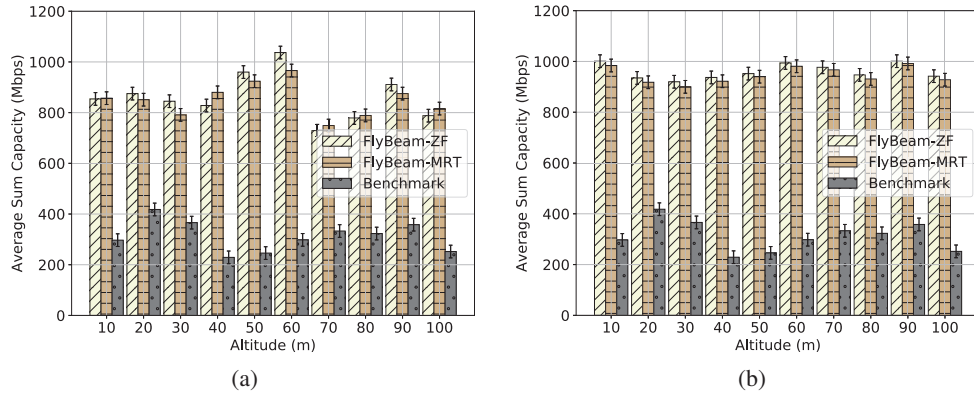 1200
1000
800
600
400
200
0
Average Sum Capacity (Mbps)
FlyBeam-ZF
FlyBeam-MRT
Benchmark
10 20 30 40 50 60 70 80 90 100
Altitude (m)
(a)
1200
1000
800
600
400
200
0
Average Sum Capacity (Mbps)
FlyBeam-ZF
FlyBeam-MRT
Benchmark
10 20 30 40 50 60 70 80 90 100
Altitude (m)
(b)